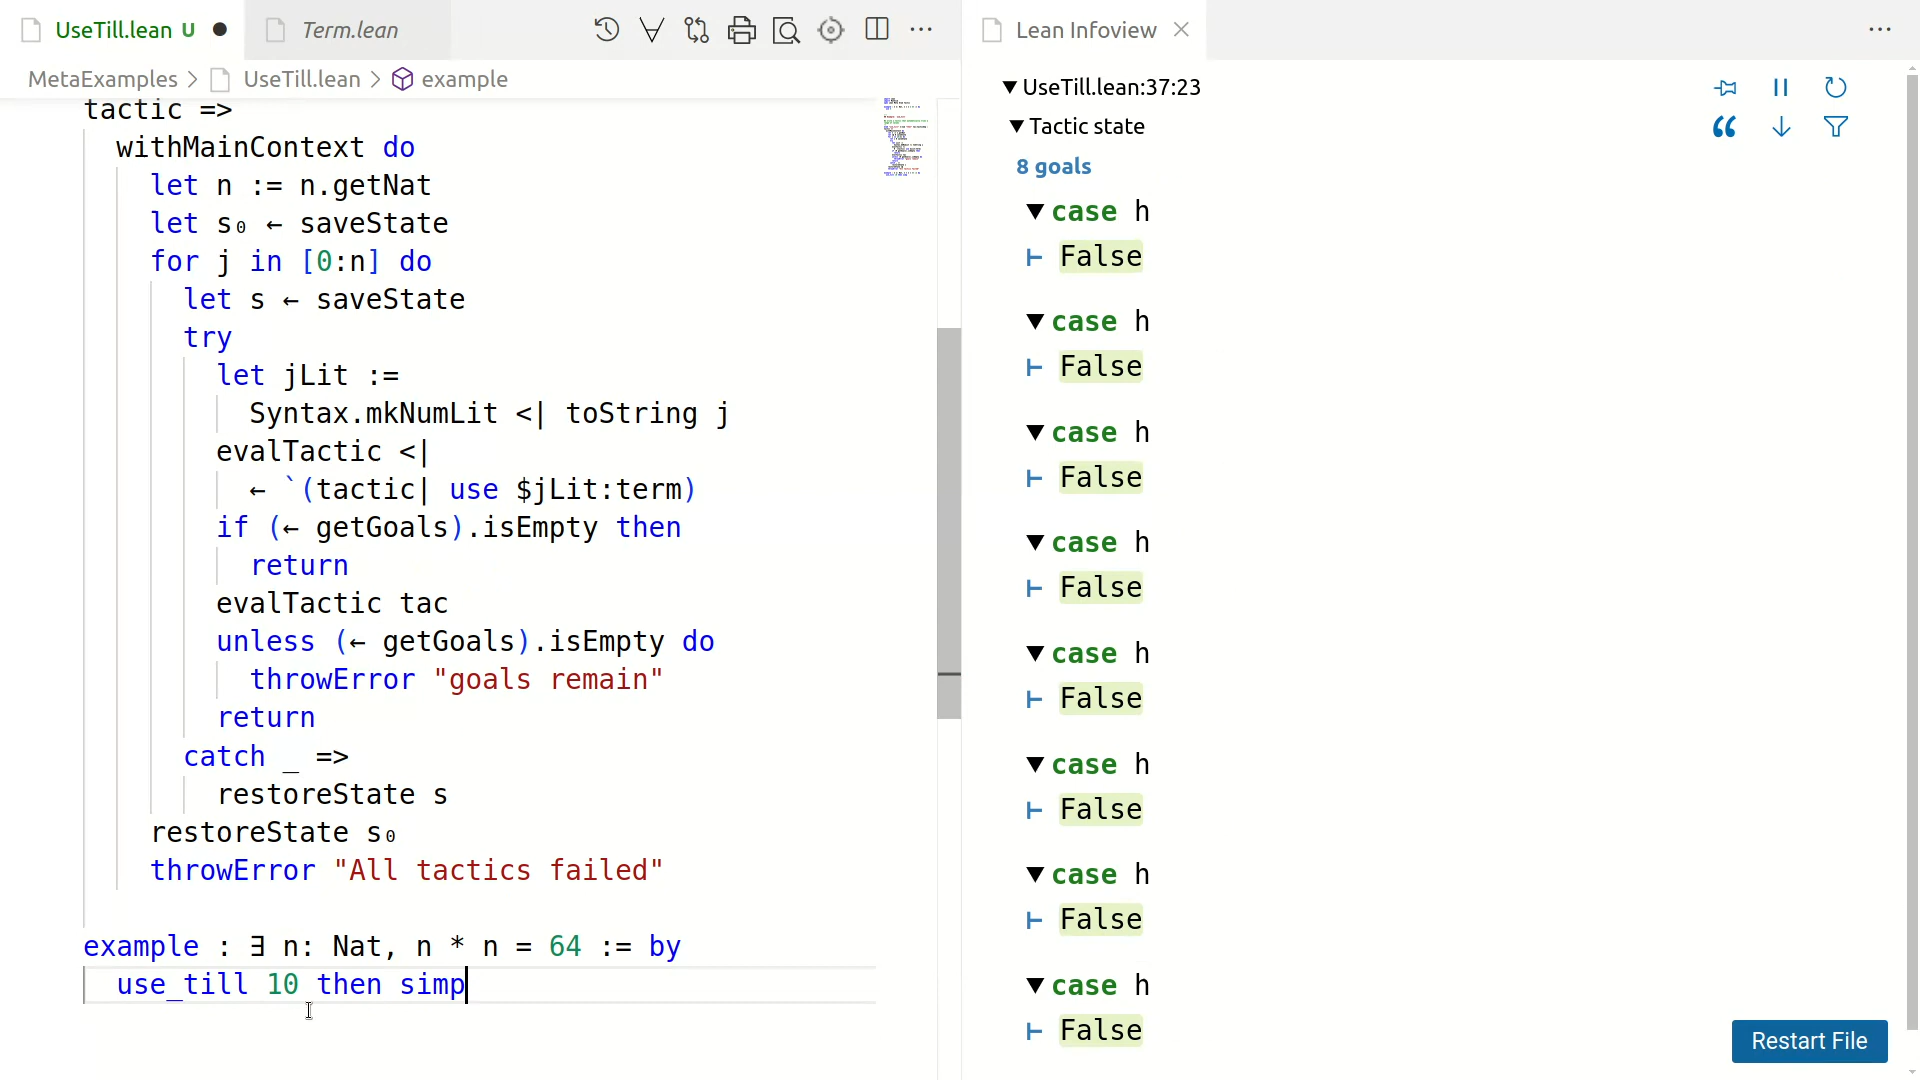 UseTill.lean U
Term.lean
Lean Infoview
MetaExamples > UseTill.lean > example
tactic =>
withMainContext do
let n := n.getNat
let s₀ ← saveState
for j in [0:n] do
let s ← saveState
try
let jLit :=
Syntax.mkNumLit <| toString j
evalTactic <|
← `(tactic| use $jLit:term)
if (← getGoals).isEmpty then
return
evalTactic tac
unless (← getGoals).isEmpty do
throwError "goals remain"
return
catch _ =>
restoreState s
restoreState s₀
throwError "All tactics failed"
example : ∃ n: Nat, n * n = 64 := by
use_till 10 then simp
UseTill.lean:37:23
Tactic state
8 goals
case h
⊢ False
case h
⊢ False
case h
⊢ False
case h
⊢ False
case h
⊢ False
case h
⊢ False
case h
⊢ False
case h
⊢ False
Restart File